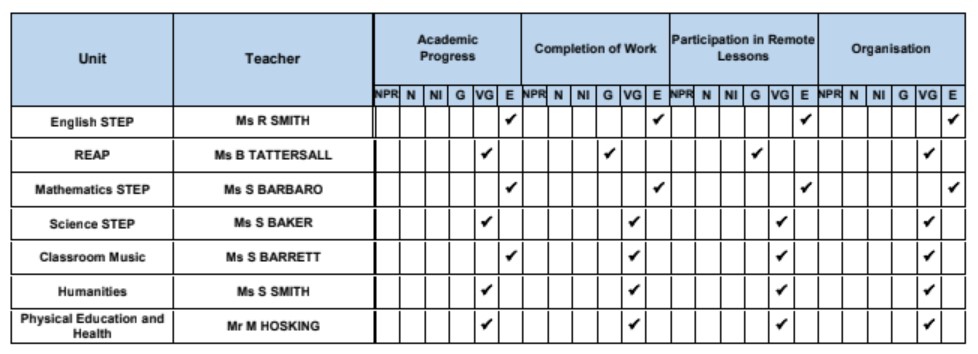 Unit Teacher Academic Progress Completion of Work Participation in Remote Lessons Organisation
NPR N NI G VG E NPR N NI G VG E NPR N NI G VG E NPR N NI G VG E
English STEP Ms R SMITH ✔ ✔ ✔ ✔
REAP Ms B TATTERSALL ✔ ✔ ✔ ✔
Mathematics STEP Ms S BARBARO ✔ ✔ ✔ ✔
Science STEP Ms S BAKER ✔ ✔ ✔ ✔
Classroom Music Ms S BARRETT ✔ ✔ ✔ ✔
Humanities Ms S SMITH ✔ ✔ ✔ ✔
Physical Education and Health Mr M HOSKING ✔ ✔ ✔ ✔